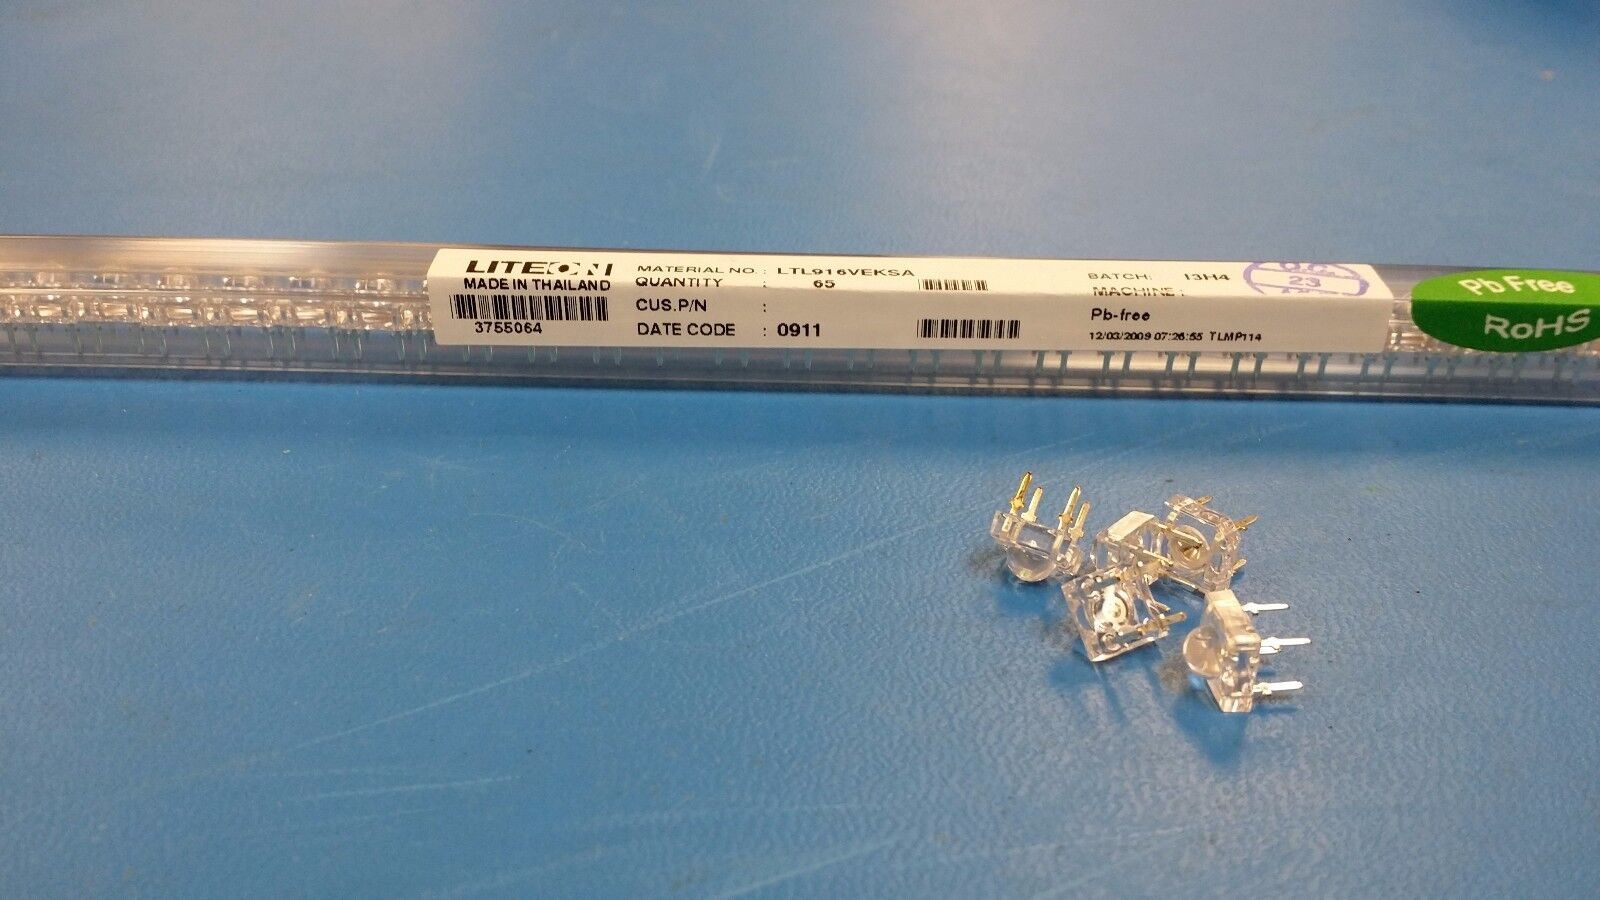 LITEON
MADE IN THAILAND
3755064
MATERIAL NO. : LTL916VEKSA
QUANTITY : 65
CUS.P/N :
DATE CODE : 0911
BATCH: I3H4
MACHINE :
Pb-free
12/03/2009 07:26:55 TLMP114
23
Pb Free
RoHS